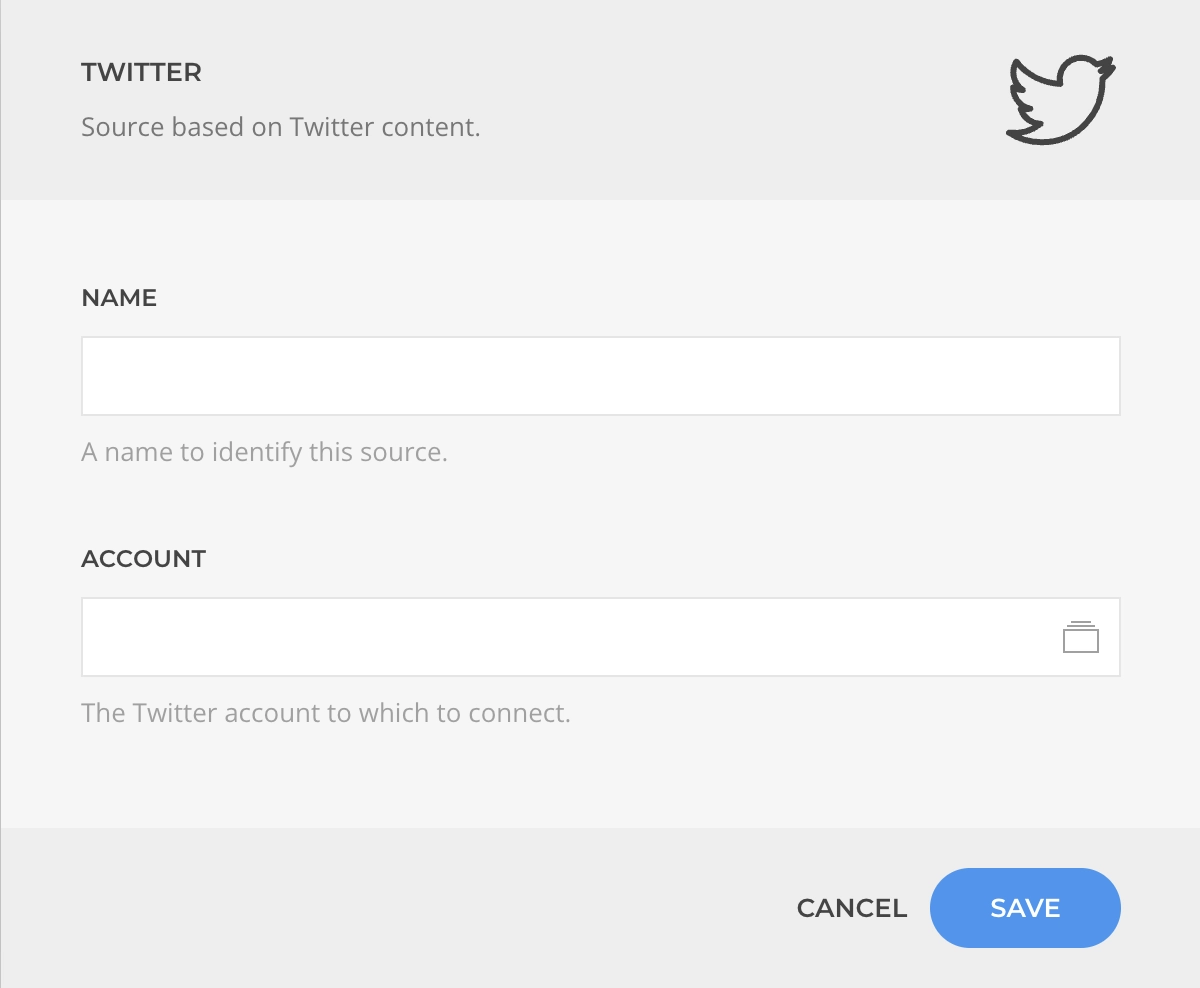 TWITTER
Source based on Twitter content.
NAME
A name to identify this source.
ACCOUNT
The Twitter account to which to connect.
CANCEL
SAVE